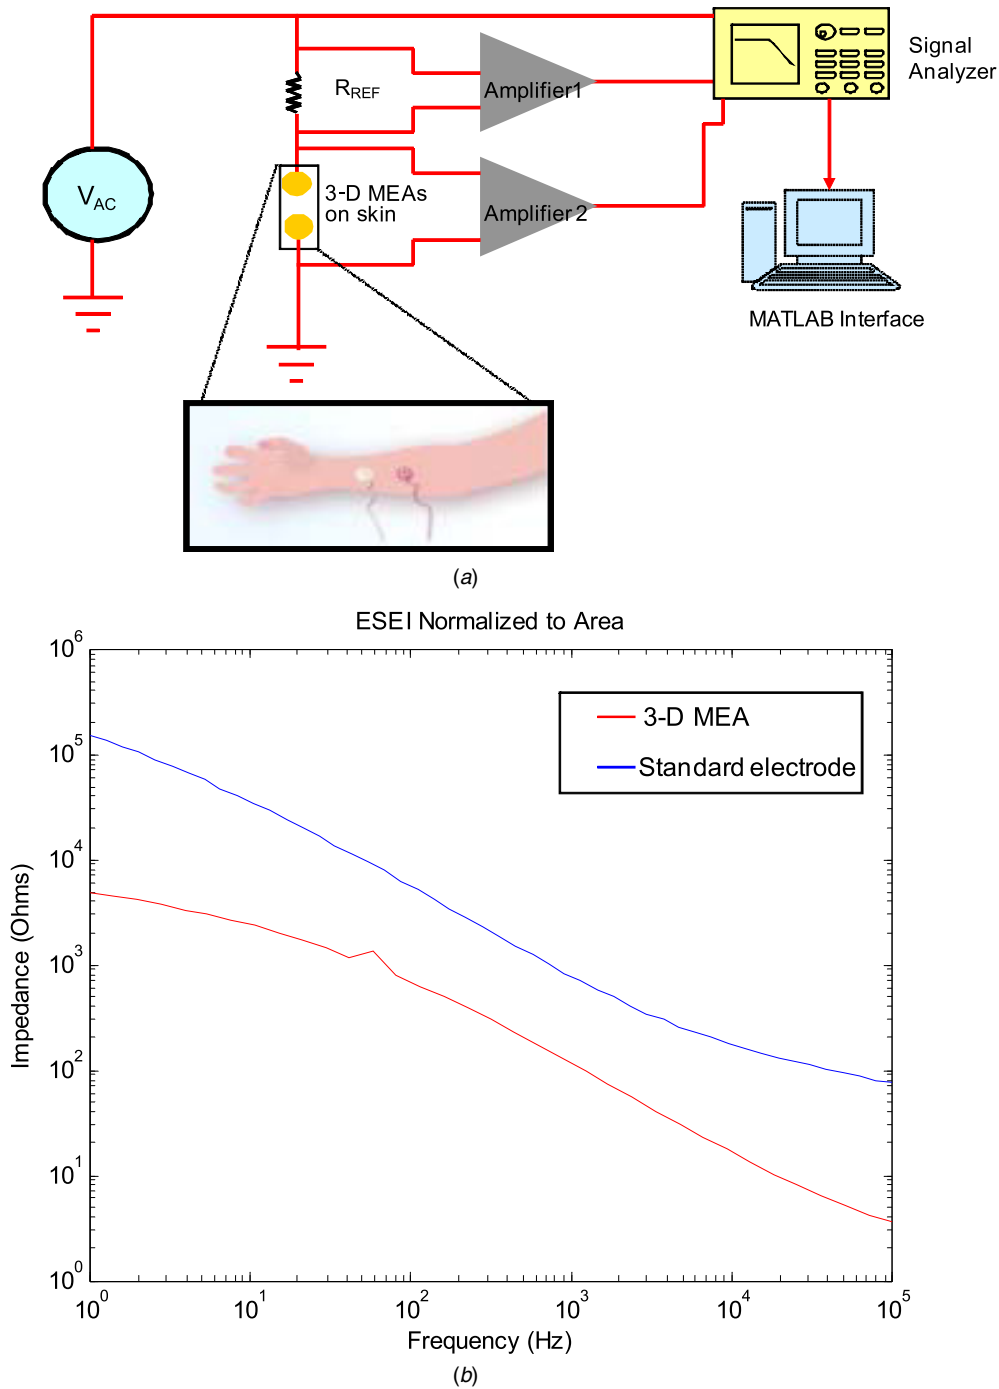 Signal
Analyzer
R_REF
Amplifier1
V_AC
3-D MEAs
on skin
Amplifier 2
MATLAB Interface
(a)
ESEI Normalized to Area
10^6
10^5
10^4
10^3
10^2
10^1
10^0
Impedance (Ohms)
3-D MEA
Standard electrode
10^0 10^1 10^2 10^3 10^4 10^5
Frequency (Hz)
(b)